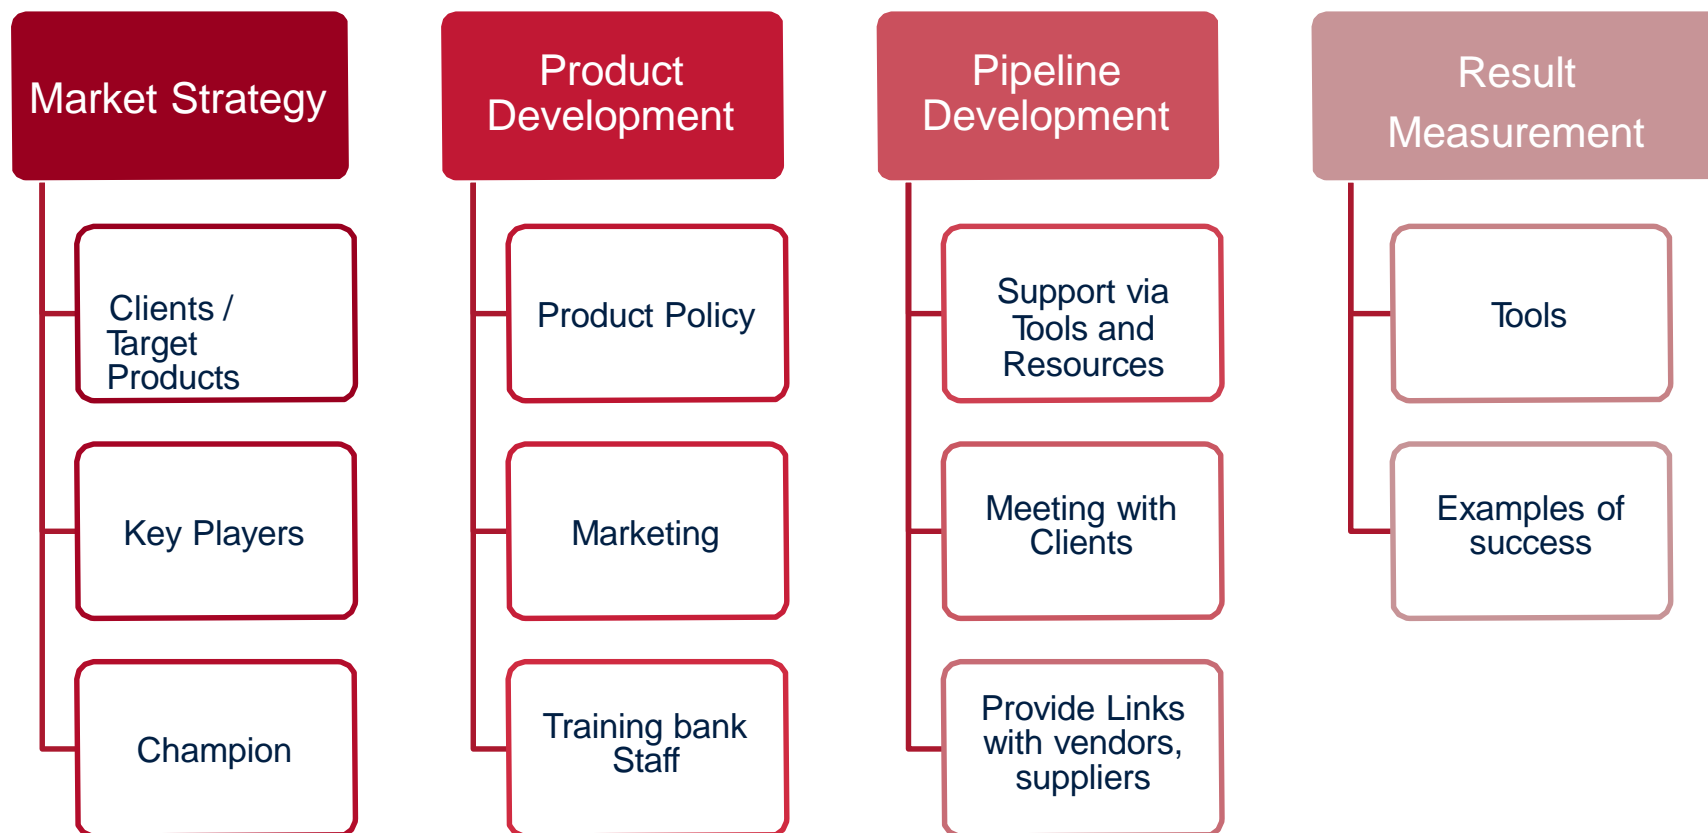 Market Strategy
Clients /
Target
Products
Key Players
Champion
Product
Development
Product Policy
Marketing
Training bank
Staff
Pipeline
Development
Support via
Tools and
Resources
Meeting with
Clients
Provide Links
with vendors,
suppliers
Result
Measurement
Tools
Examples of
success